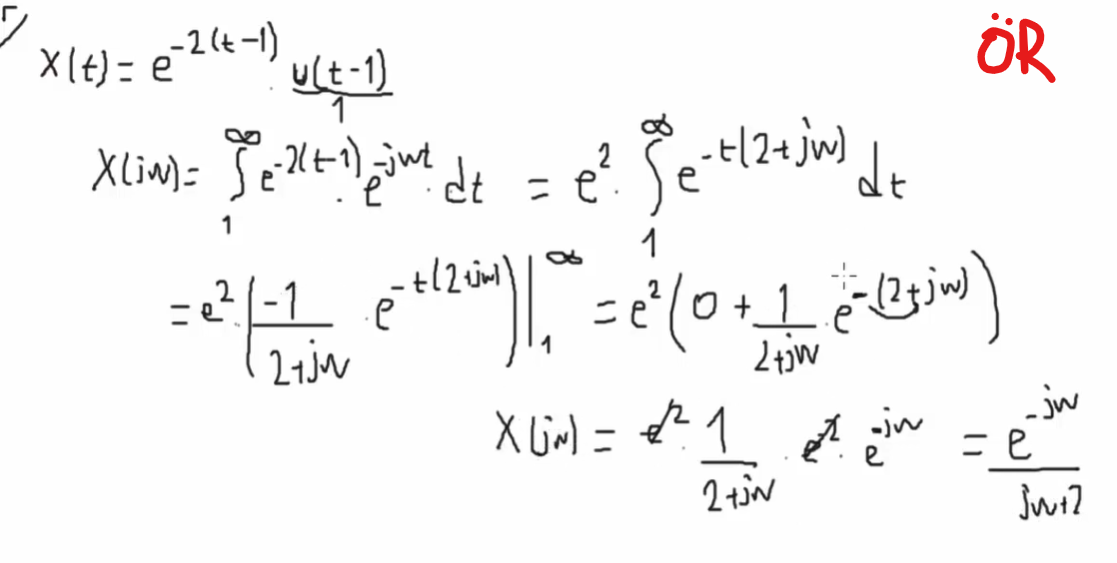 ÖR
x(t) = e^{-2(t-1)} . u(t-1)
1
X(jw) = ∫_1^∞ e^{-2(t-1)} . e^{-jwt} . dt = e^2 . ∫_1^∞ e^{-t(2+jw)} dt
= e^2 . ( -1/(2+jw) . e^{-t(2+jw)} ) |_1^∞ = e^2 ( 0 + 1/(2+jw) . e^{-(2+jw)} )
X(jw) = e^2 . 1/(2+jw) . e^{-2} . e^{-jw} = e^{-jw}/(jw+2)